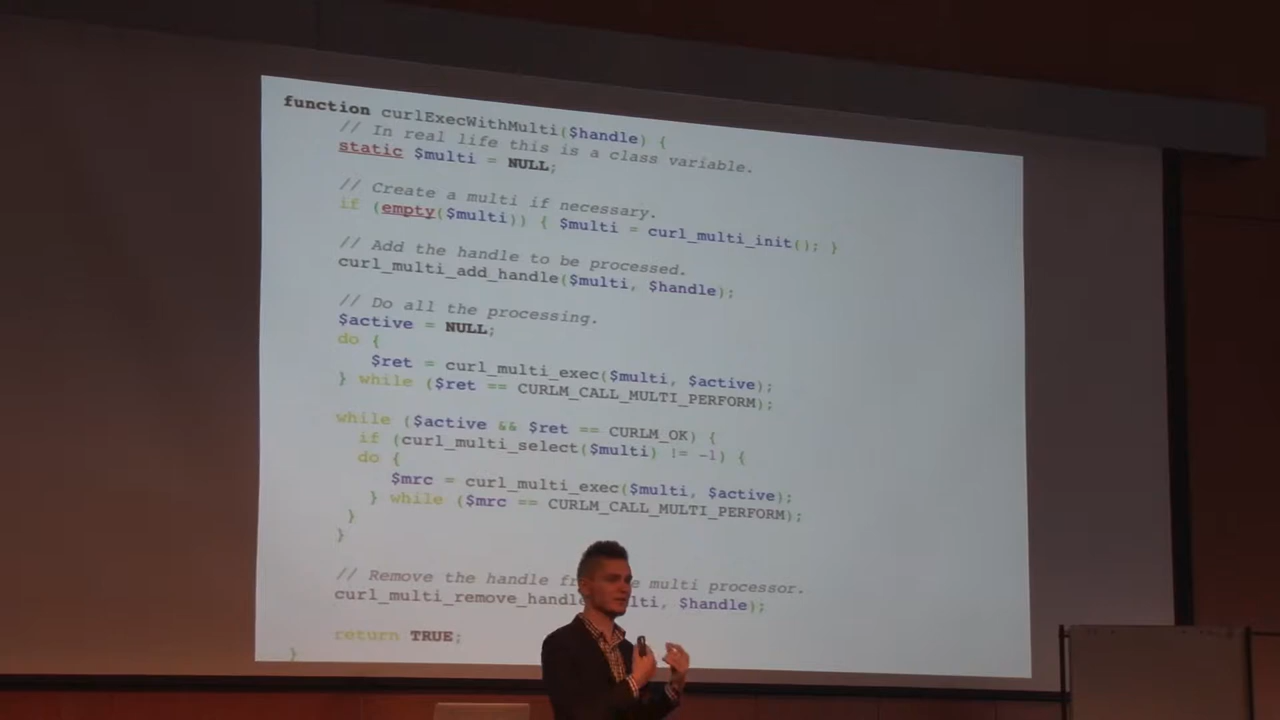 function curlExecWithMulti($handle) {
// In real life this is a class variable.
static $multi = NULL;
// Create a multi if necessary.
if (empty($multi)) { $multi = curl_multi_init(); }
// Add the handle to be processed.
curl_multi_add_handle($multi, $handle);
// Do all the processing.
$active = NULL;
do {
$ret = curl_multi_exec($multi, $active);
} while ($ret == CURLM_CALL_MULTI_PERFORM);
while ($active && $ret == CURLM_OK) {
if (curl_multi_select($multi) != -1) {
do {
$mrc = curl_multi_exec($multi, $active);
} while ($mrc == CURLM_CALL_MULTI_PERFORM);
}
}
// Remove the handle multi processor.
curl_multi_remove_handle $handle);
return TRUE;
}